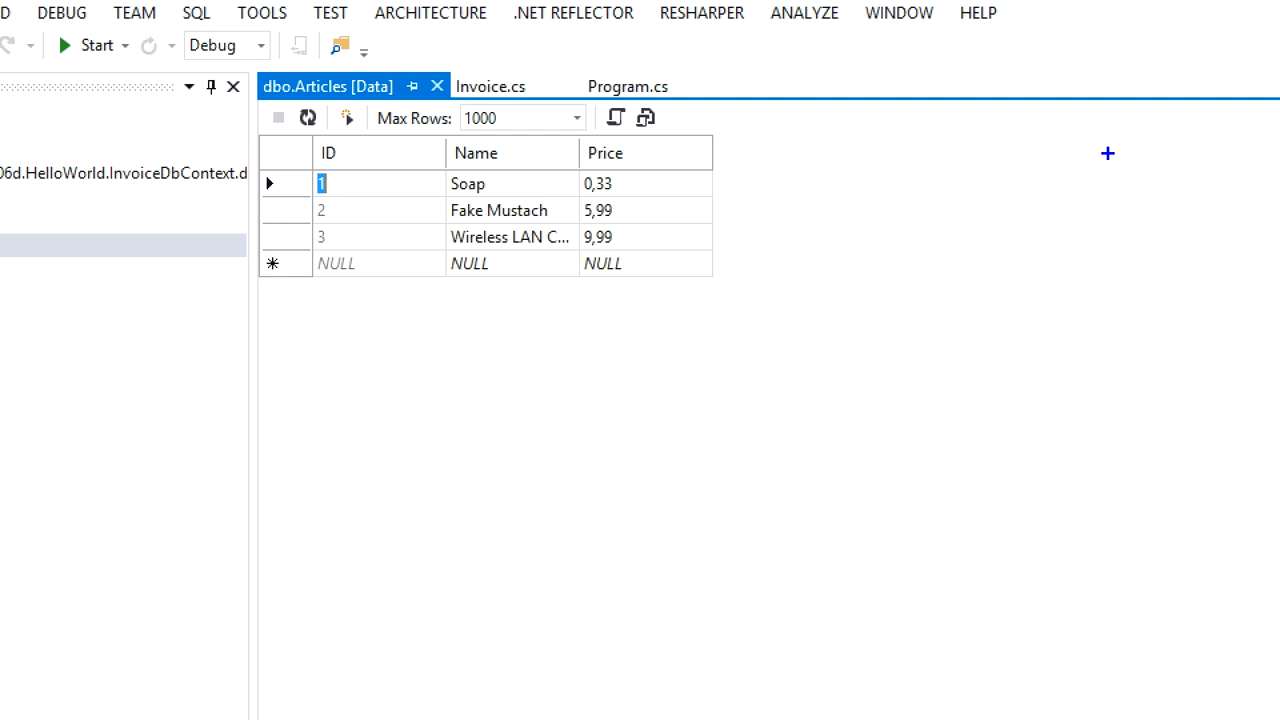 D DEBUG TEAM SQL TOOLS TEST ARCHITECTURE .NET REFLECTOR RESHARPER ANALYZE WINDOW HELP
Start Debug
dbo.Articles [Data] Invoice.cs Program.cs
Max Rows: 1000
ID Name Price
06d.HelloWorld.InvoiceDbContext.d
1 Soap 0,33
2 Fake Mustach 5,99
3 Wireless LAN C... 9,99
NULL NULL NULL